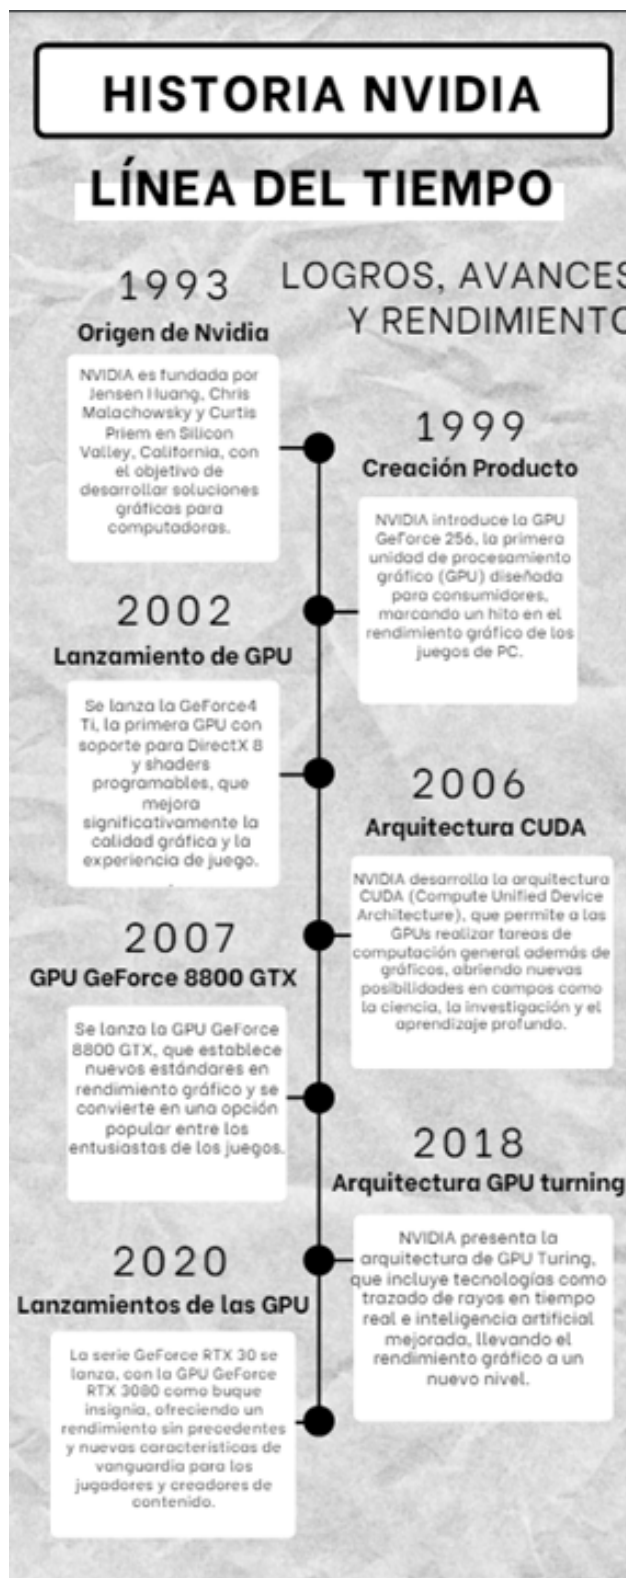 HISTORIA NVIDIA
LÍNEA DEL TIEMPO
LOGROS, AVANCES
Y RENDIMIENTO
1993
Origen de Nvidia
NVIDIA es fundada por
Jensen Huang, Chris
Malachowsky y Curtis
Priem en Silicon
Valley, California, con
el objetivo de
desarrollar soluciones
gráficas para
computadoras.
1999
Creación Producto
NVIDIA introduce la GPU
GeForce 256, la primera
unidad de procesamiento
gráfico (GPU) diseñada
para consumidores,
marcando un hito en el
rendimiento gráfico de los
juegos de PC.
2002
Lanzamiento de GPU
Se lanza la GeForce4
Ti, la primera GPU con
soporte para DirectX 8
y shaders
programables, que
mejora
significativamente la
calidad gráfica y la
experiencia de juego.
2006
Arquitectura CUDA
NVIDIA desarrolla la arquitectura
CUDA (Compute Unified Device
Architecture), que permite a las
GPUs realizar tareas de
computación general además de
gráficos, abriendo nuevas
posibilidades en campos como
la ciencia, la investigación y el
aprendizaje profundo.
2007
GPU GeForce 8800 GTX
Se lanza la GPU GeForce
8800 GTX, que establece
nuevos estándares en
rendimiento gráfico y se
convierte en una opción
popular entre los
entusiastas de los juegos.
2018
Arquitectura GPU turning
NVIDIA presenta la
arquitectura de GPU Turing,
que incluye tecnologías como
trazado de rayos en tiempo
real e inteligencia artificial
mejorada, llevando el
rendimiento gráfico a un
nuevo nivel.
2020
Lanzamientos de las GPU
La serie GeForce RTX 30 se
lanza, con la GPU GeForce
RTX 3080 como buque
insignia, ofreciendo un
rendimiento sin precedentes
y nuevas características de
vanguardia para los
jugadores y creadores de
contenido.